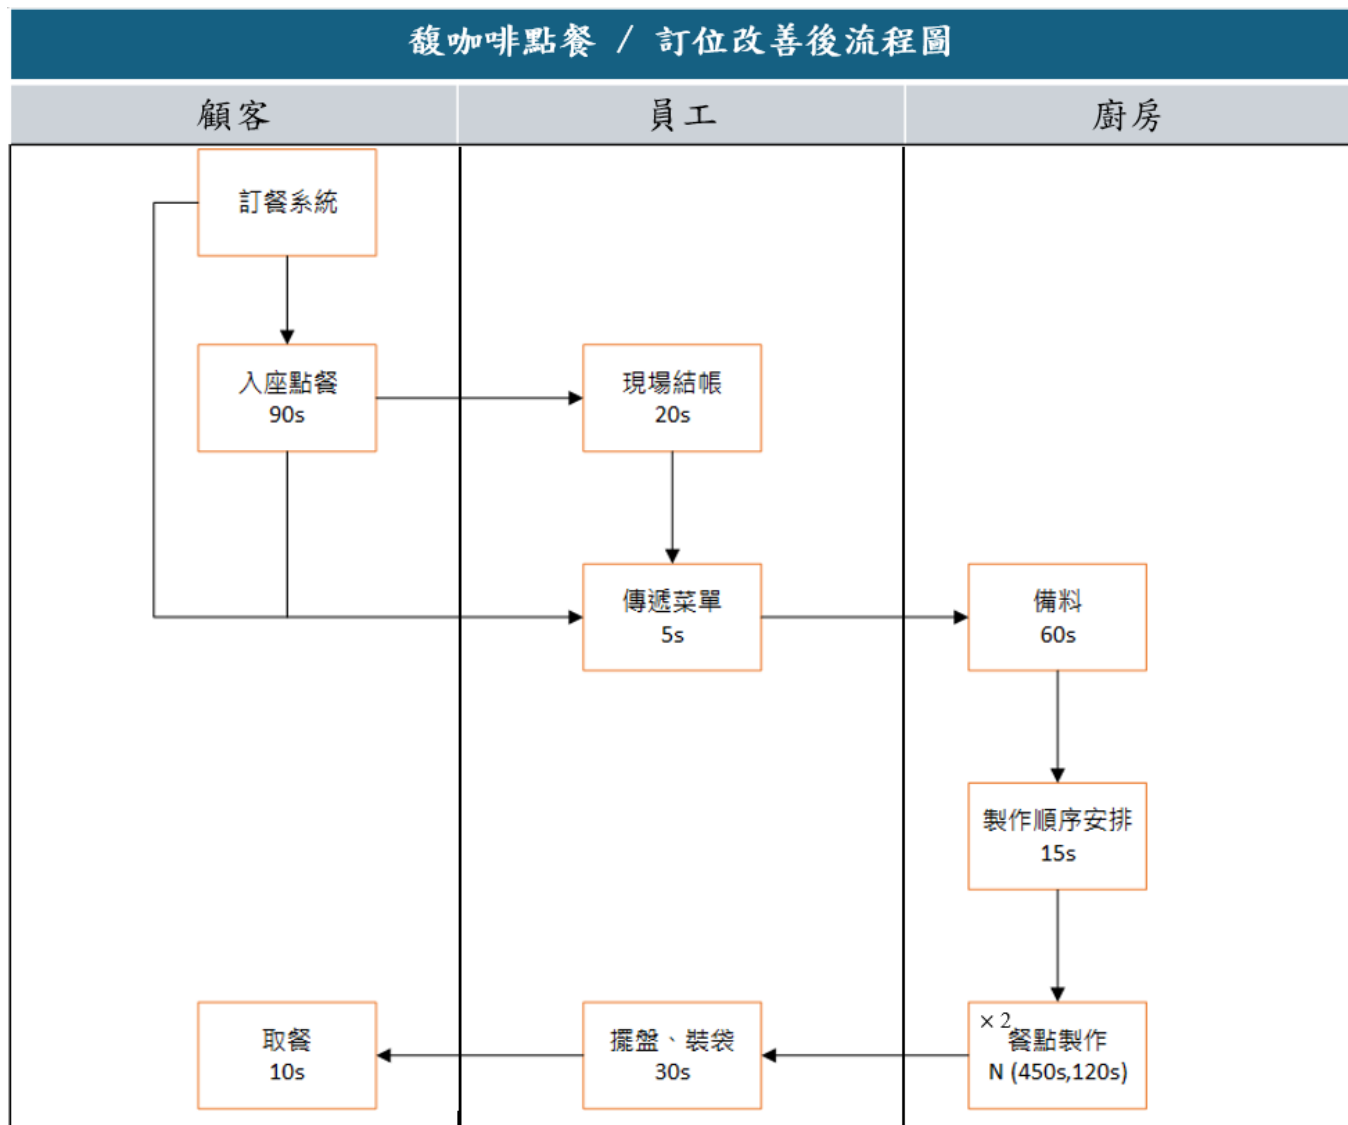 馥咖啡點餐 / 訂位改善後流程圖
顧客
員工
廚房
訂餐系統
入座點餐
90s
現場結帳
20s
傳遞菜單
5s
備料
60s
製作順序安排
15s
×2
餐點製作
N (450s,120s)
擺盤、裝袋
30s
取餐
10s